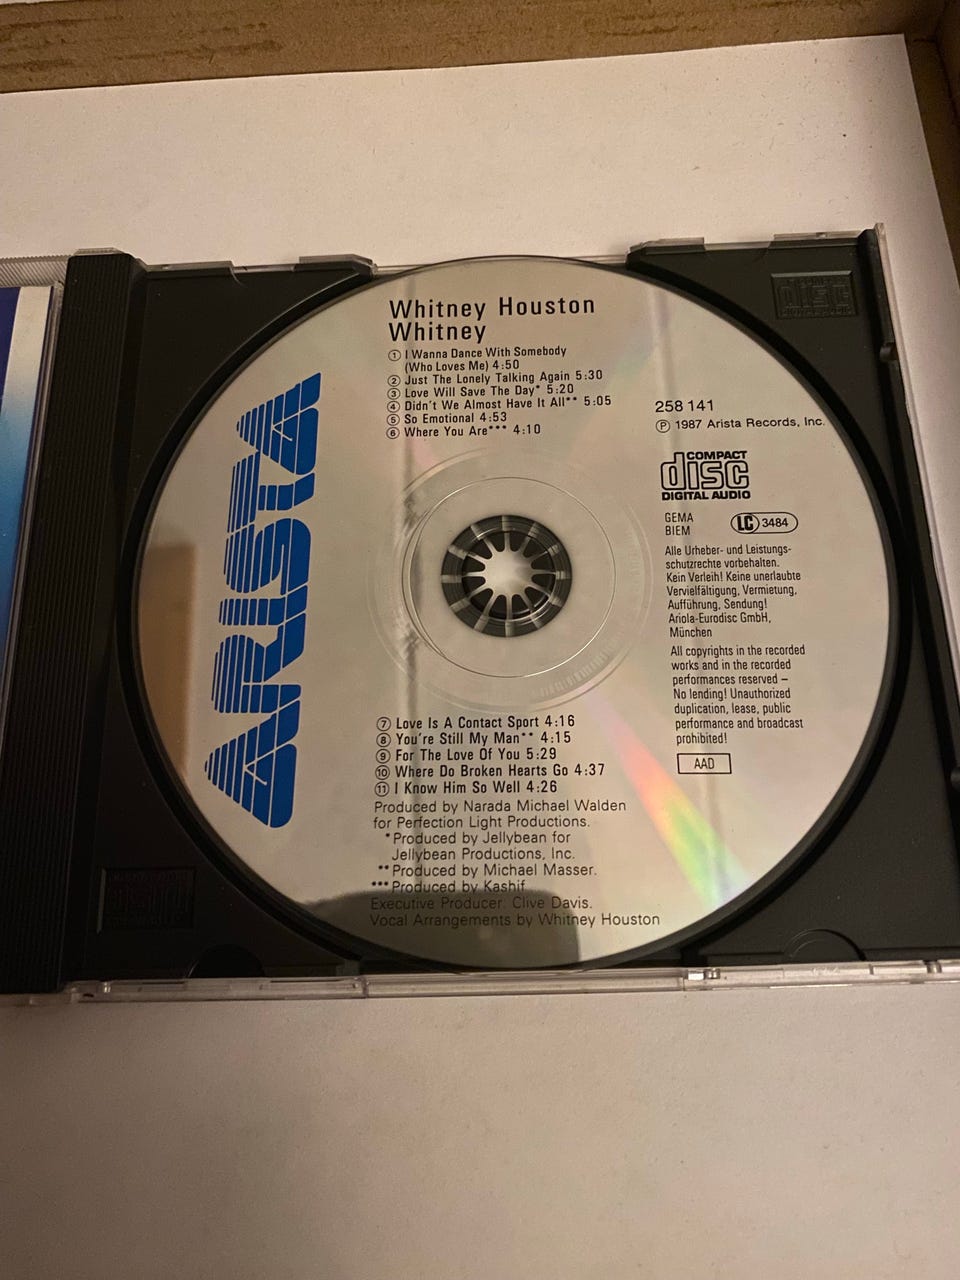 Whitney Houston
Whitney
① I Wanna Dance With Somebody
(Who Loves Me) 4:50
② Just The Lonely Talking Again 5:30
③ Love Will Save The Day* 5:20
④ Didn't We Almost Have It All** 5:05
⑤ So Emotional 4:53
⑥ Where You Are*** 4:10
ARISTA
258 141
Ⓟ 1987 Arista Records, Inc.
COMPACT
disc
DIGITAL AUDIO
GEMA
BIEM
LC 3484
Alle Urheber- und Leistungs-
schutzrechte vorbehalten.
Kein Verleih! Keine unerlaubte
Vervielfältigung, Vermietung,
Aufführung, Sendung!
Ariola-Eurodisc GmbH,
München
All copyrights in the recorded
works and in the recorded
performances reserved –
No lending! Unauthorized
duplication, lease, public
performance and broadcast
prohibited!
AAD
⑦ Love Is A Contact Sport 4:16
⑧ You're Still My Man** 4:15
⑨ For The Love Of You 5:29
⑩ Where Do Broken Hearts Go 4:37
⑪ I Know Him So Well 4:26
Produced by Narada Michael Walden
for Perfection Light Productions.
*Produced by Jellybean for
Jellybean Productions, Inc.
**Produced by Michael Masser.
***Produced by Kashif
Executive Producer: Clive Davis.
Vocal Arrangements by Whitney Houston
disc